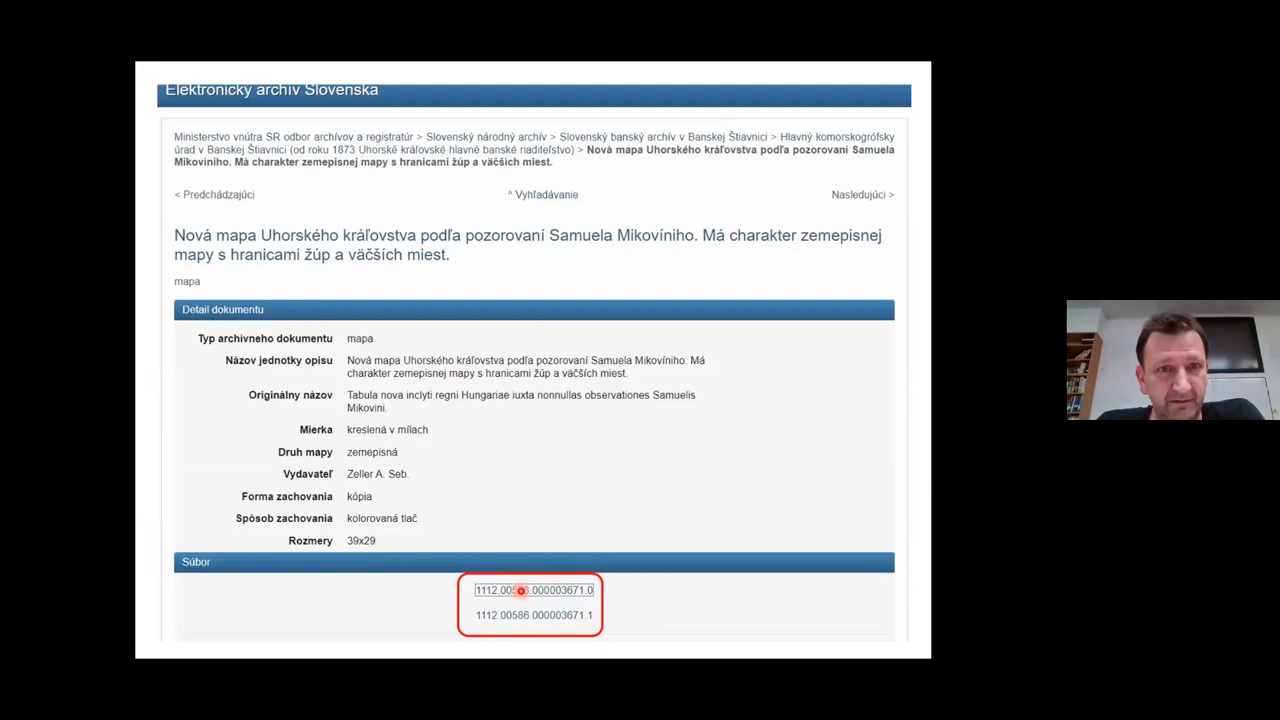 Elektronický archív Slovenska
Ministerstvo vnútra SR odbor archívov a registratúr > Slovenský národný archív > Slovenský banský archív v Banskej Štiavnici > Hlavný komorskogrófsky
úrad v Banskej Štiavnici (od roku 1873 Uhorské kráľovské hlavné banské riaditeľstvo) > Nová mapa Uhorského kráľovstva podľa pozorovaní Samuela
Mikovíniho. Má charakter zemepisnej mapy s hranicami žúp a väčších miest.
< Predchádzajúci ^ Vyhľadávanie Nasledujúci >
Nová mapa Uhorského kráľovstva podľa pozorovaní Samuela Mikovíniho. Má charakter zemepisnej
mapy s hranicami žúp a väčších miest.
mapa
Detail dokumentu
Typ archívneho dokumentu mapa
Názov jednotky opisu Nová mapa Uhorského kráľovstva podľa pozorovaní Samuela Mikovíniho. Má
charakter zemepisnej mapy s hranicami žúp a väčších miest.
Originálny názov Tabula nova inclyti regni Hungariae iuxta nonnullas observationes Samuelis
Mikovini.
Mierka kreslená v míľach
Druh mapy zemepisná
Vydavateľ Zeller A. Seb.
Forma zachovania kópia
Spôsob zachovania kolorovaná tlač
Rozmery 39x29
Súbor
1112.00586.000003671.0
1112.00586.000003671.1